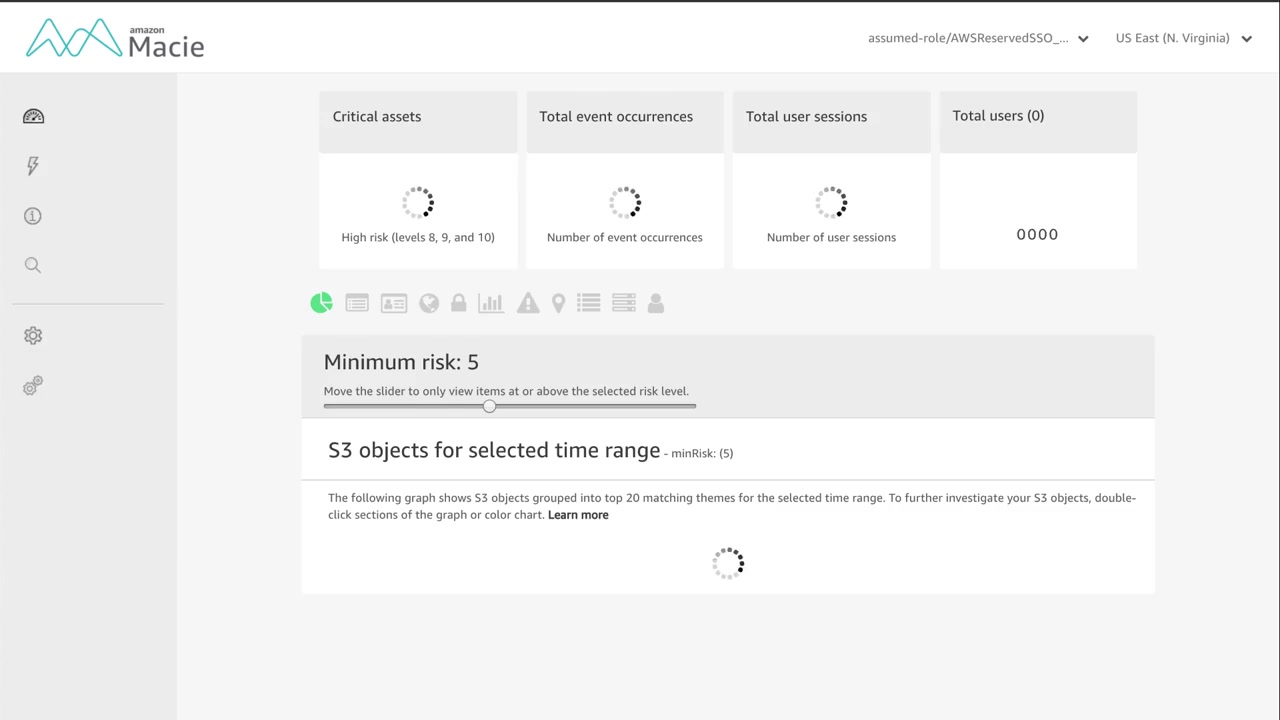 amazon
Macie
assumed-role/AWSReservedSSO_...
US East (N. Virginia)
Critical assets
Total event occurrences
Total user sessions
Total users (0)
High risk (levels 8, 9, and 10)
Number of event occurrences
Number of user sessions
0000
Minimum risk: 5
Move the slider to only view items at or above the selected risk level.
S3 objects for selected time range - minRisk: (5)
The following graph shows S3 objects grouped into top 20 matching themes for the selected time range. To further investigate your S3 objects, double-
click sections of the graph or color chart. Learn more